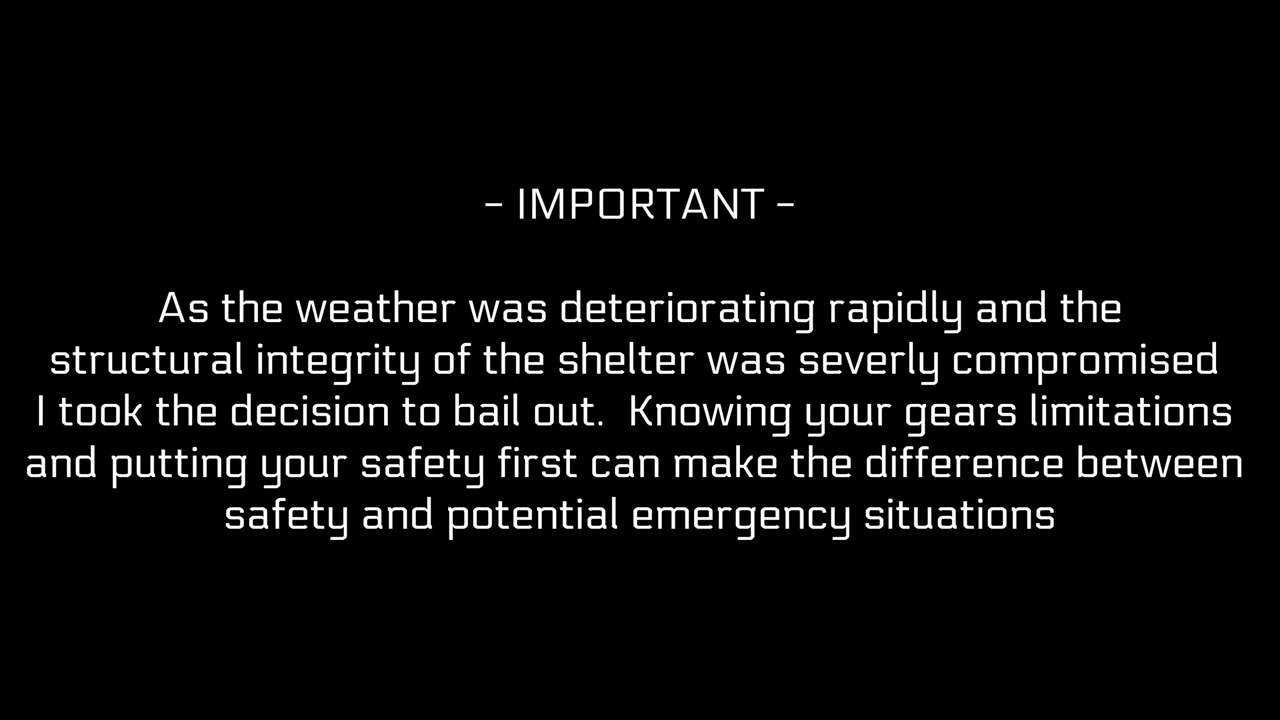 - IMPORTANT -
As the weather was deteriorating rapidly and the
structural integrity of the shelter was severly compromised
I took the decision to bail out.  Knowing your gears limitations
and putting your safety first can make the difference between
safety and potential emergency situations